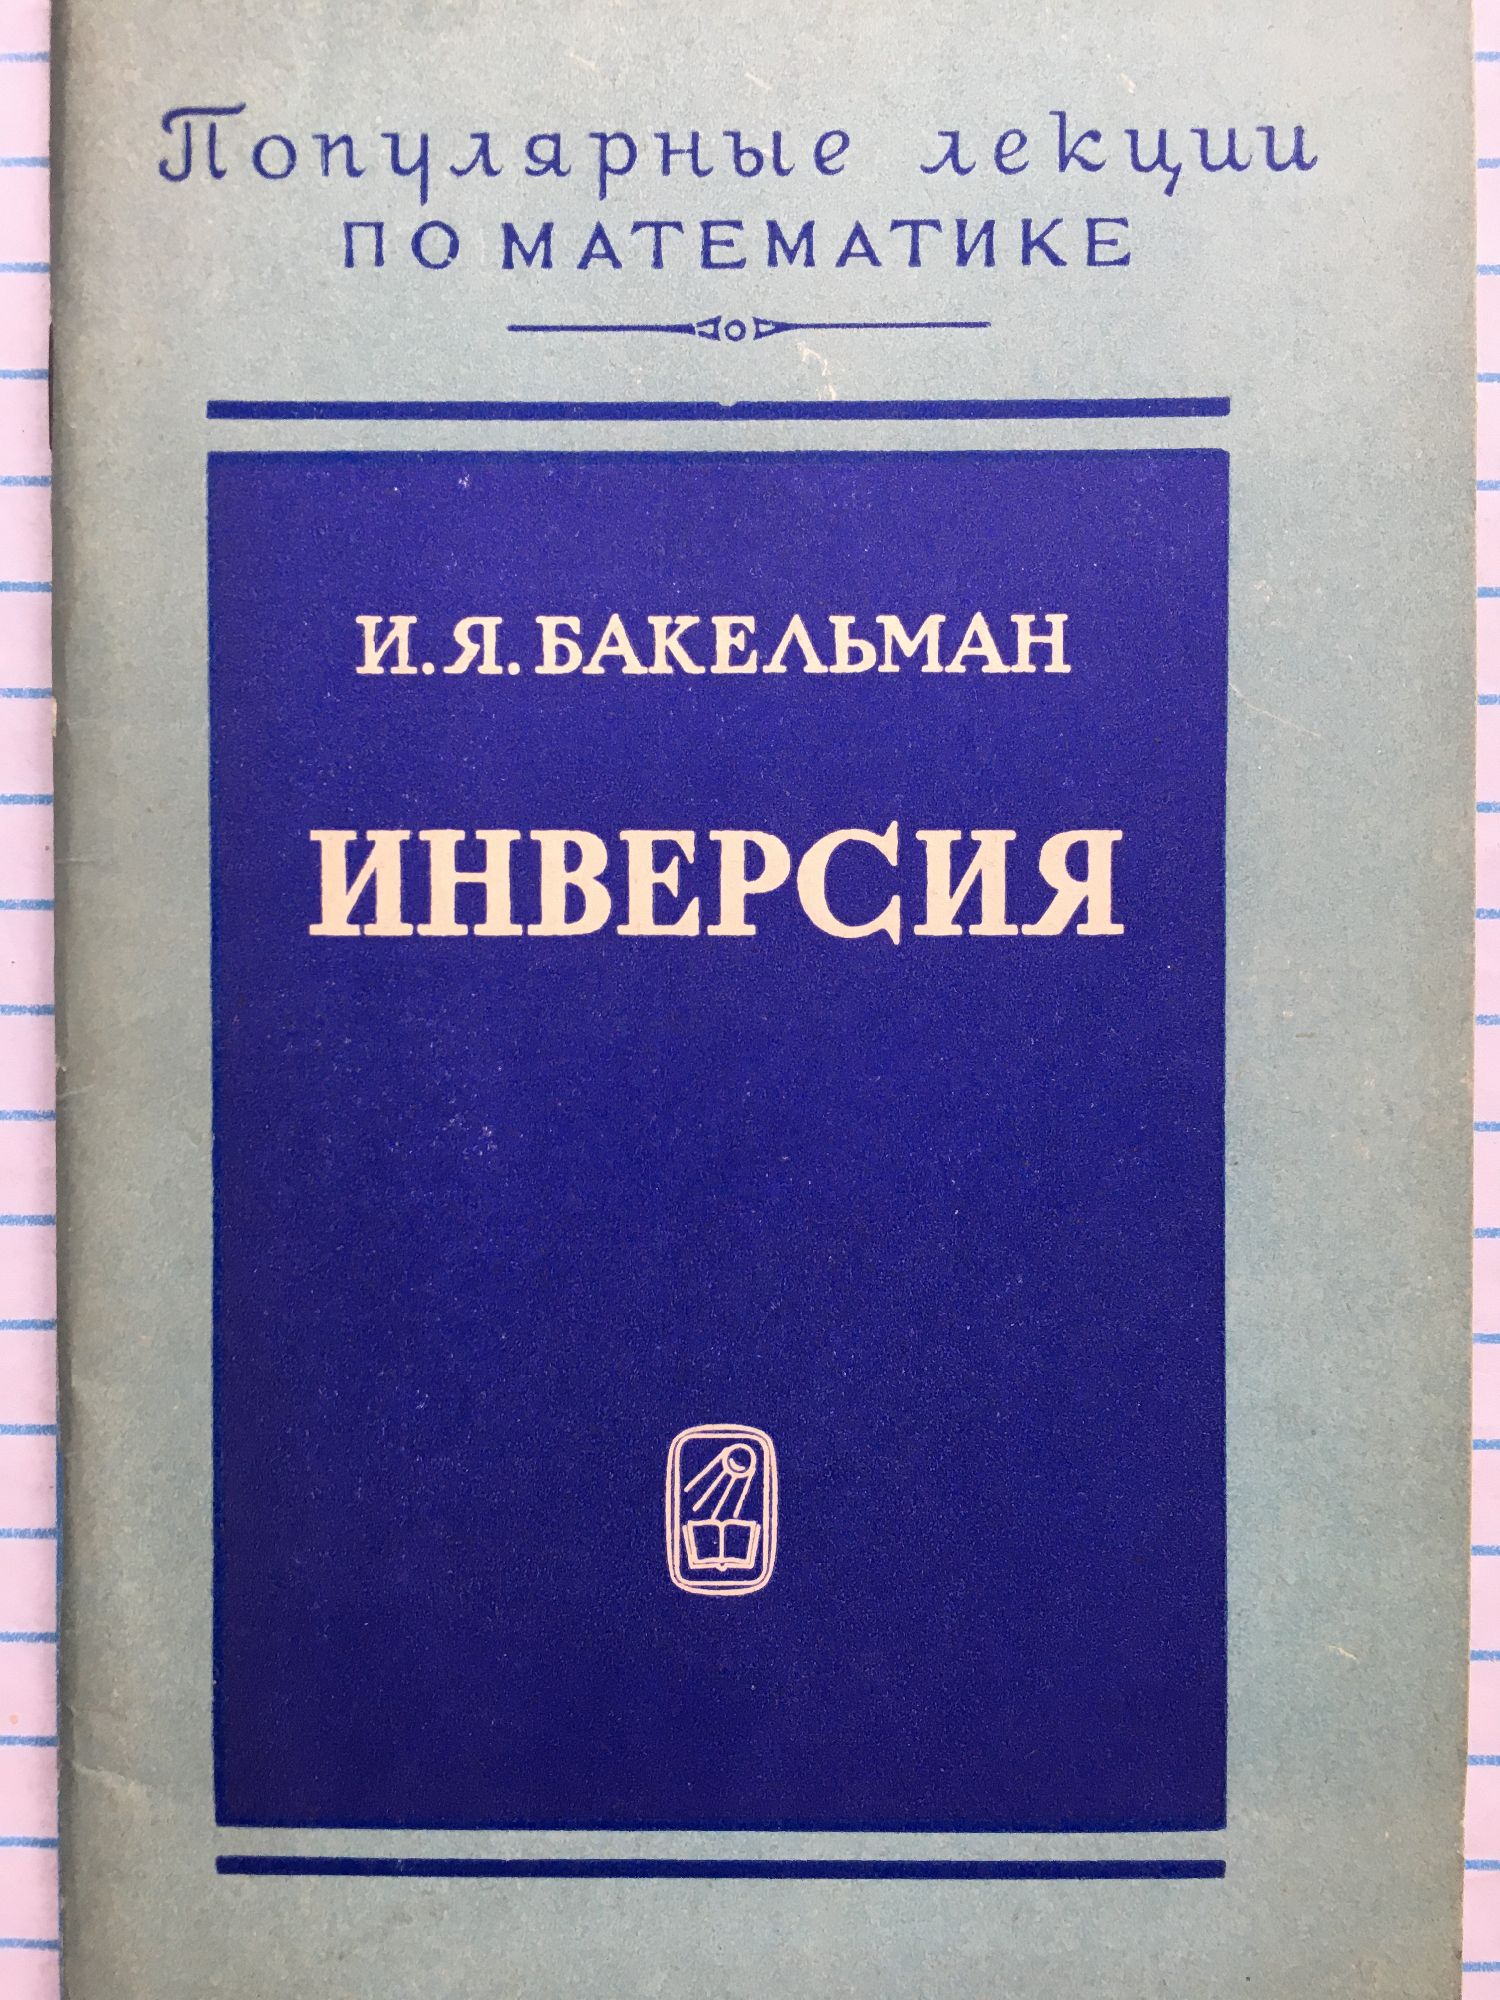 Популярные лекции
ПО МАТЕМАТИКЕ
И. Я. БАКЕЛЬМАН
ИНВЕРСИЯ